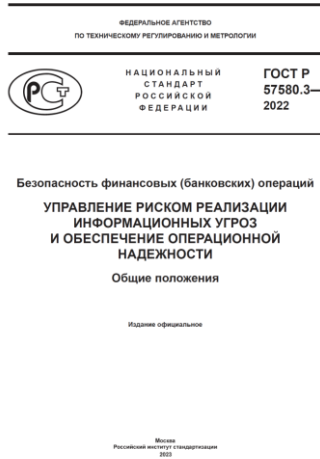 ФЕДЕРАЛЬНОЕ АГЕНТСТВО
ПО ТЕХНИЧЕСКОМУ РЕГУЛИРОВАНИЮ И МЕТРОЛОГИИ
НАЦИОНАЛЬНЫЙ
СТАНДАРТ
РОССИЙСКОЙ
ФЕДЕРАЦИИ
ГОСТ Р
57580.3—
2022
Безопасность финансовых (банковских) операций
УПРАВЛЕНИЕ РИСКОМ РЕАЛИЗАЦИИ
ИНФОРМАЦИОННЫХ УГРОЗ
И ОБЕСПЕЧЕНИЕ ОПЕРАЦИОННОЙ
НАДЕЖНОСТИ
Общие положения
Издание официальное
Москва
Российский институт стандартизации
2023